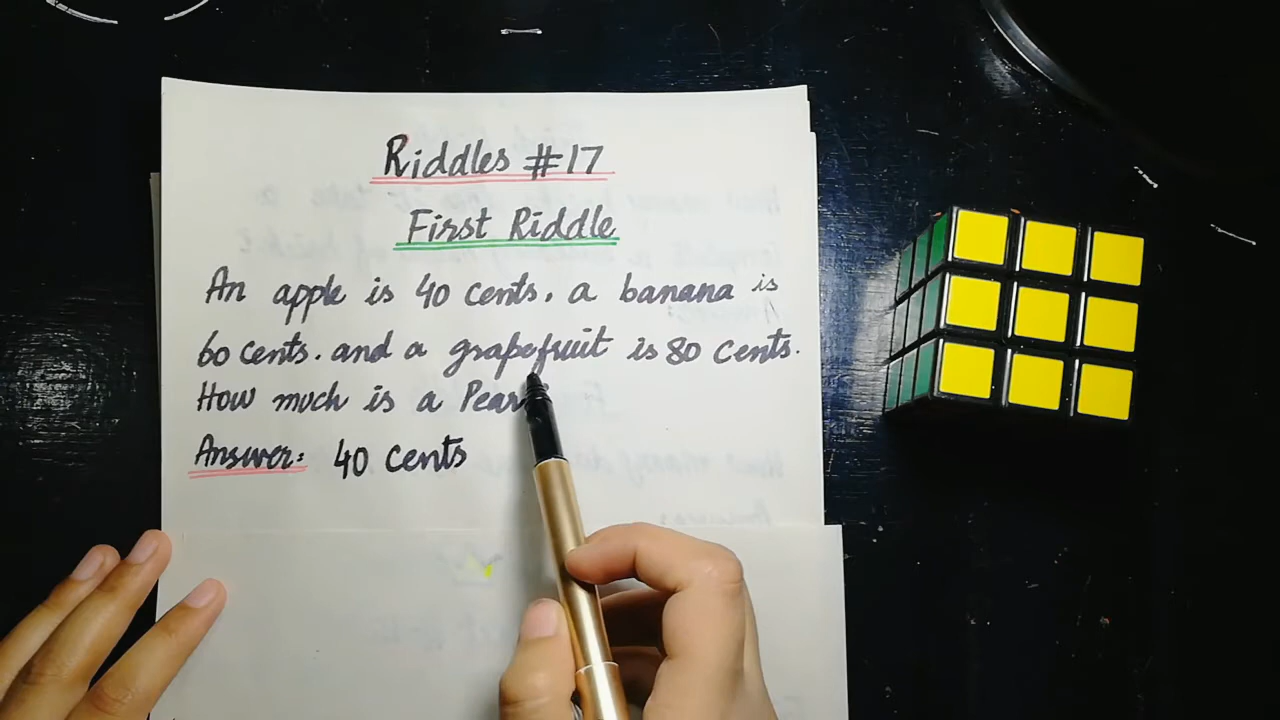 Riddles #17
First Riddle
An apple is 40 cents, a banana is
60 cents. and a grapefruit is 80 cents.
How much is a Pear?
Answer: 40 cents